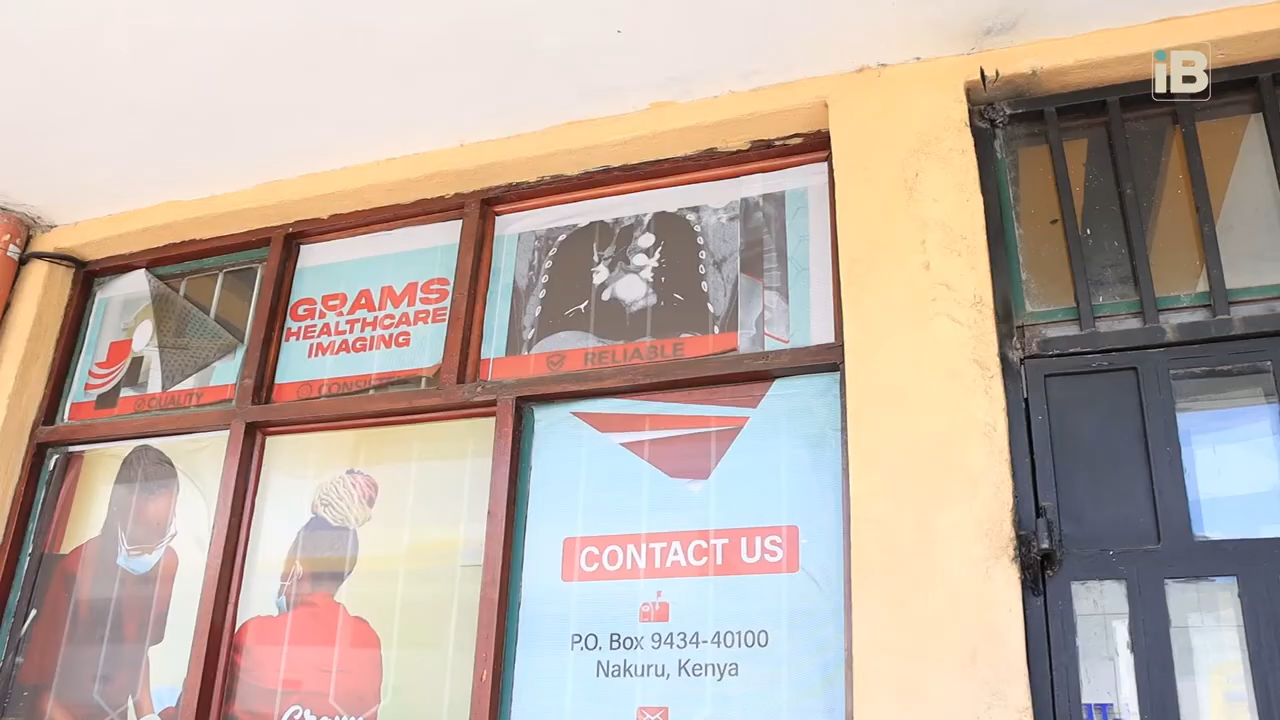 iB
GRAMS
HEALTHCARE
IMAGING
QUALITY
RELIABLE
CONTACT US
P.O. Box 9434-40100
Nakuru, Kenya